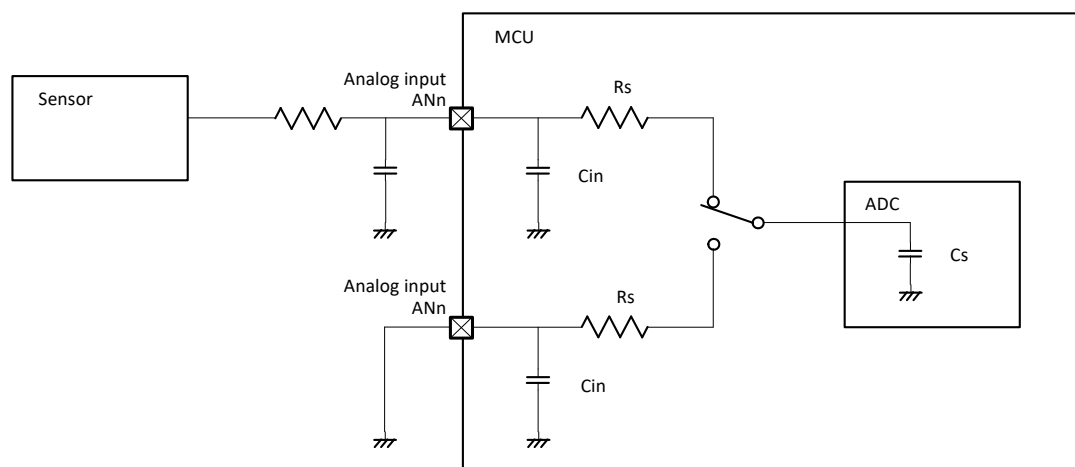 MCU
Sensor
Analog input
ANn
Rs
Cin
ADC
Cs
Analog input
ANn
Rs
Cin